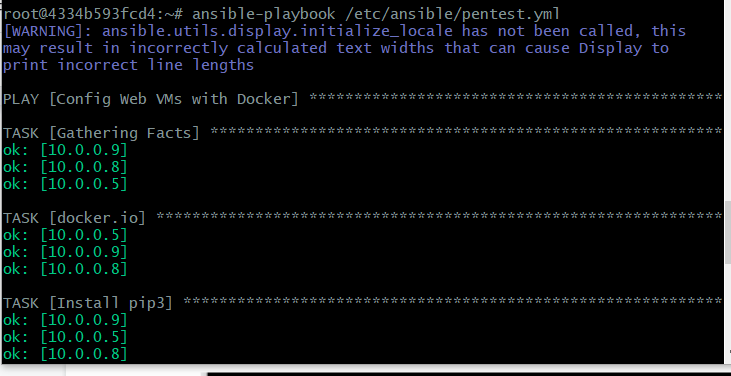 root@4334b593fcd4:~# ansible-playbook /etc/ansible/pentest.yml
[WARNING]: ansible.utils.display.initialize_locale has not been called, this
may result in incorrectly calculated text widths that can cause Display to
print incorrect line lengths
PLAY [Config Web VMs with Docker] **********************************************
TASK [Gathering Facts] *********************************************************
ok: [10.0.0.9]
ok: [10.0.0.8]
ok: [10.0.0.5]
TASK [docker.io] ***************************************************************
ok: [10.0.0.5]
ok: [10.0.0.9]
ok: [10.0.0.8]
TASK [Install pip3] ************************************************************
ok: [10.0.0.9]
ok: [10.0.0.5]
ok: [10.0.0.8]